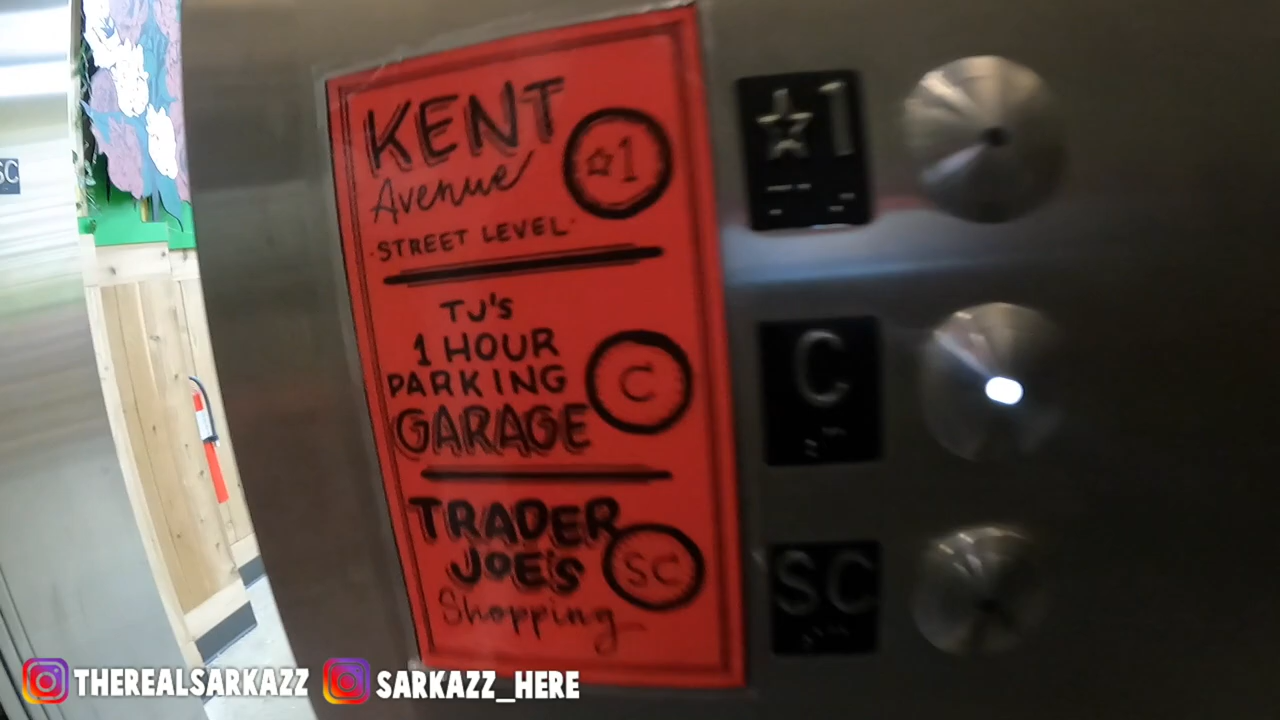 KENT
Avenue
☆1
·STREET LEVEL·
TJ'S
1 HOUR
PARKING
GARAGE
C
TRADER
JOE'S
SC
Shopping
★1
C
SC
SC
THEREALSARKAZZ
SARKAZZ_HERE